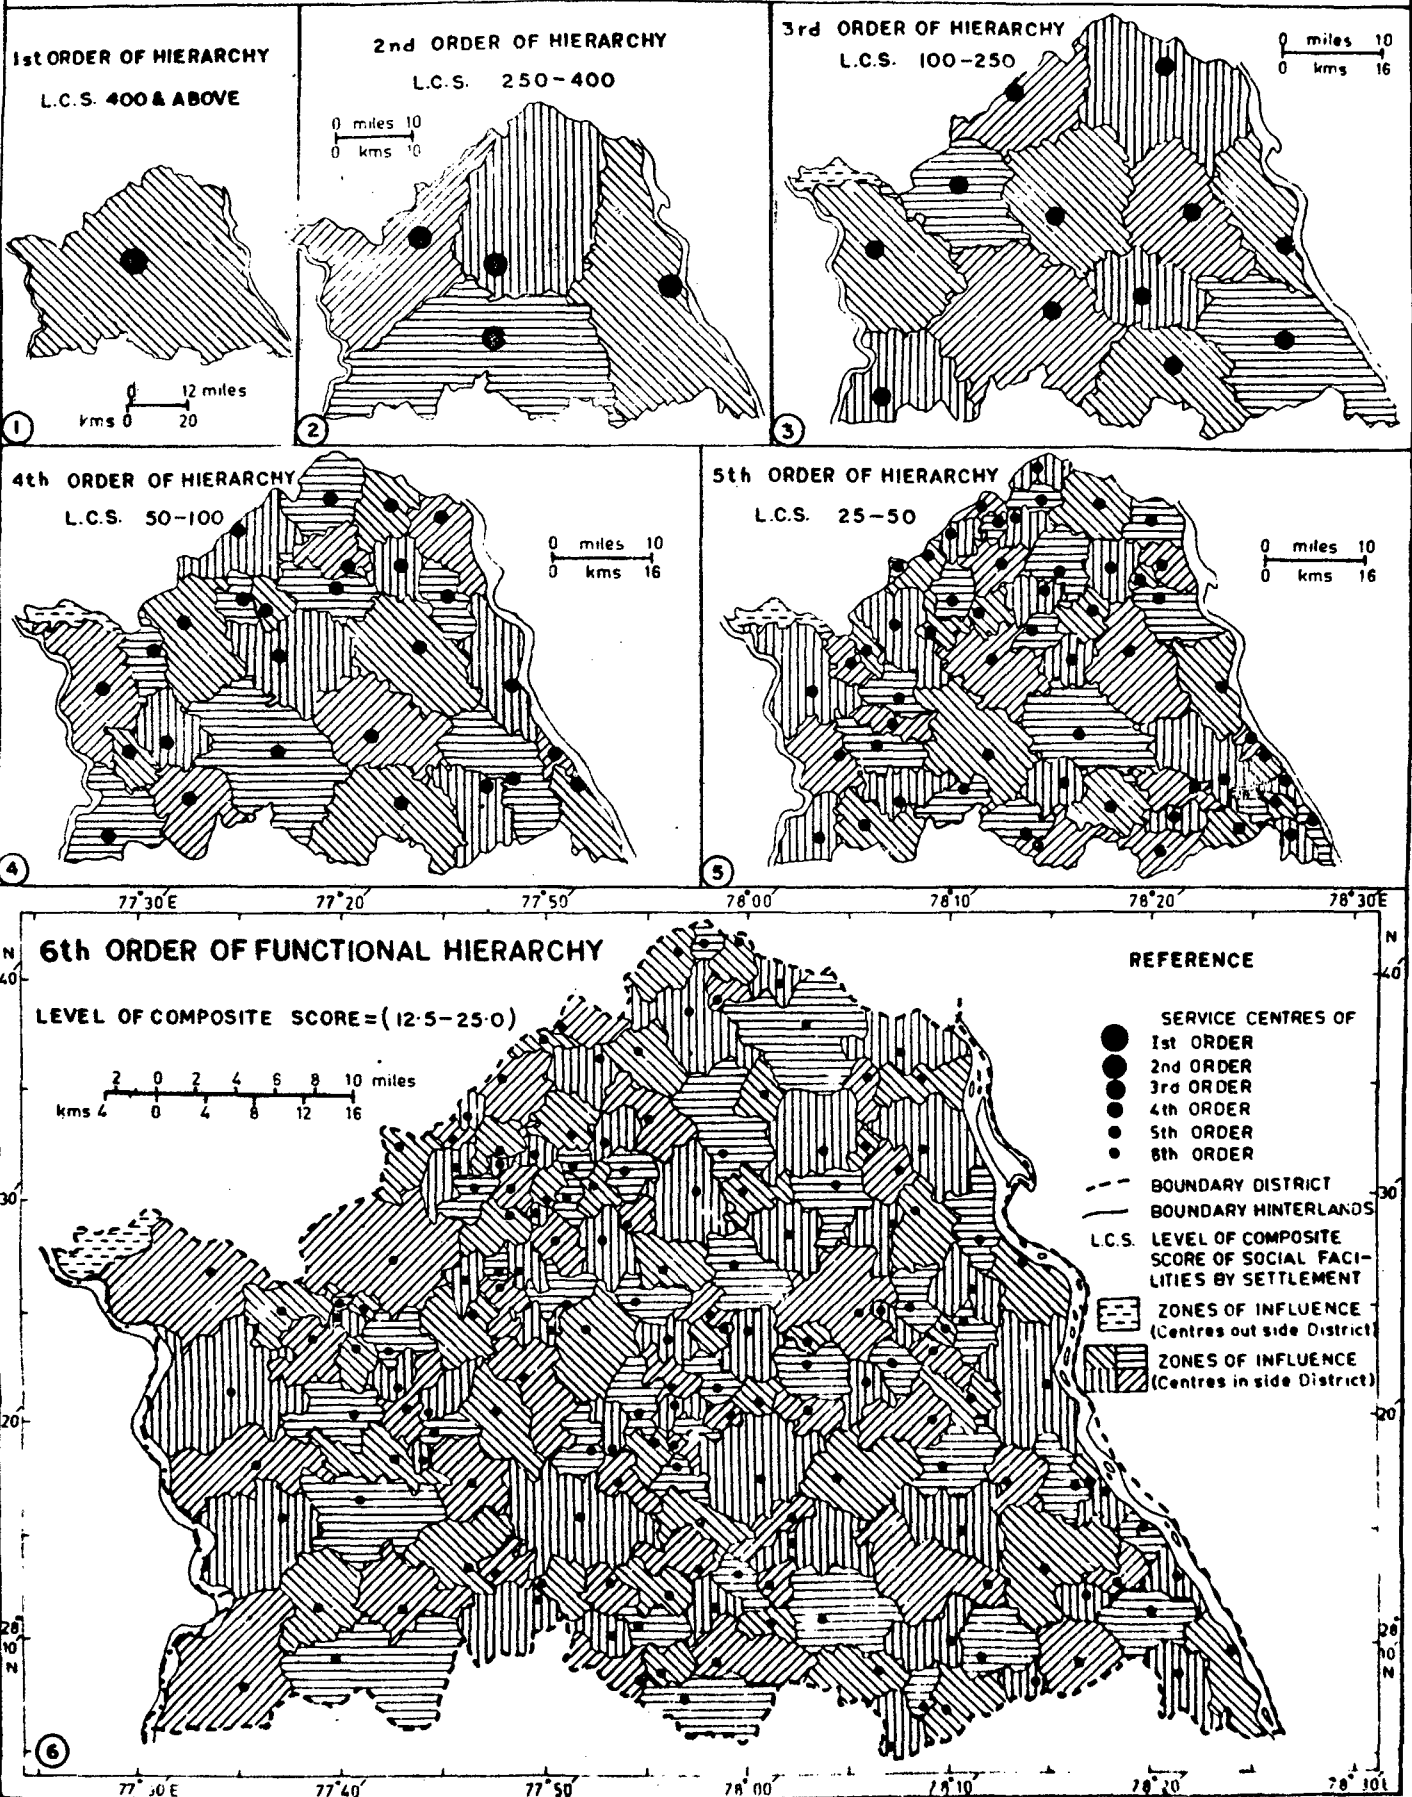 1st ORDER OF HIERARCHY
L.C.S. 400 & ABOVE
0 12 miles
kms 0 20
1
2nd ORDER OF HIERARCHY
L.C.S. 250-400
0 miles 10
0 kms 10
2
3rd ORDER OF HIERARCHY
L.C.S. 100-250
0 miles 10
0 kms 16
3
4th ORDER OF HIERARCHY
L.C.S. 50-100
0 miles 10
0 kms 16
4
5th ORDER OF HIERARCHY
L.C.S. 25-50
0 miles 10
0 kms 16
5
77°30'E 77°20' 77°50' 78°00' 78°10' 78°20' 78°30'E
6th ORDER OF FUNCTIONAL HIERARCHY
LEVEL OF COMPOSITE SCORE=(12·5-25·0)
2 0 2 4 6 8 10 miles
kms 4 0 4 8 12 16
N
40'
30'
20'
28°
10'
N
REFERENCE
SERVICE CENTRES OF
1st ORDER
2nd ORDER
3rd ORDER
4th ORDER
5th ORDER
6th ORDER
BOUNDARY DISTRICT
BOUNDARY HINTERLANDS
L.C.S. LEVEL OF COMPOSITE
SCORE OF SOCIAL FACI-
LITIES BY SETTLEMENT
ZONES OF INFLUENCE
(Centres out side District)
ZONES OF INFLUENCE
(Centres in side District)
N
40'
30'
20'
28°
10'
N
6
77°30'E 77°40' 77°50' 78°00' 78°10' 78°20' 78°30'E